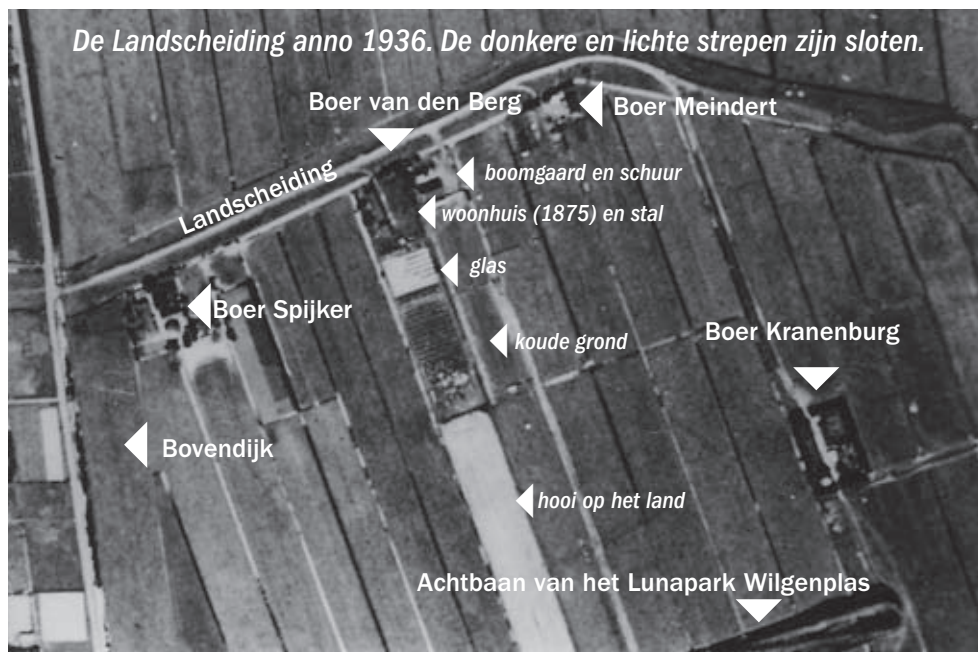 De Landscheiding anno 1936. De donkere en lichte strepen zijn sloten.
Boer van den Berg
Boer Meindert
boomgaard en schuur
Landscheiding
woonhuis (1875) en stal
glas
Boer Spijker
koude grond
Boer Kranenburg
Bovendijk
hooi op het land
Achtbaan van het Lunapark Wilgenplas